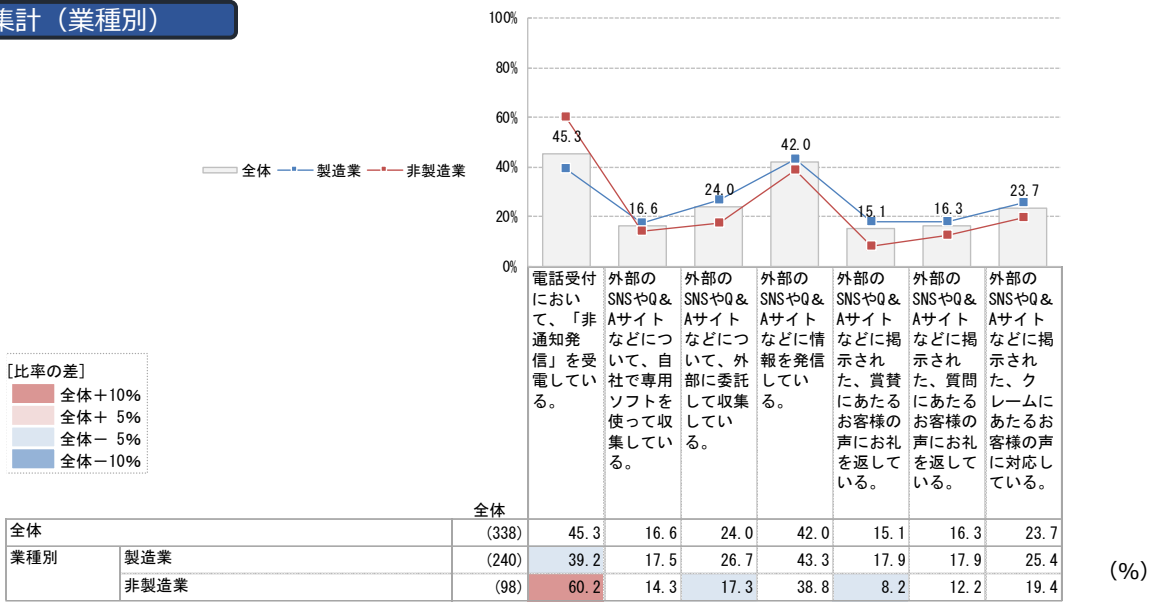 集計（業種別）
100%
80%
60%
40%
20%
0%
全体 製造業 非製造業
45.3
16.6
24.0
42.0
15.1
16.3
23.7
電話受付
におい
て、「非
通知発
信」を受
電してい
る。
外部の
SNSやQ&
Aサイト
などにつ
いて、自
社で専用
ソフトを
使って収
集してい
る。
外部の
SNSやQ&
Aサイト
などにつ
いて、外
部に委託
して収集
してい
る。
外部の
SNSやQ&
Aサイト
などに情
報を発信
してい
る。
外部の
SNSやQ&
Aサイト
などに掲
示され
た、賞賛
にあたる
お客様の
声にお礼
を返して
いる。
外部の
SNSやQ&
Aサイト
などに掲
示され
た、質問
にあたる
お客様の
声にお礼
を返して
いる。
外部の
SNSやQ&
Aサイト
などに掲
示され
た、ク
レームに
あたるお
客様の声
に対応し
ている。
[比率の差]
全体＋10%
全体＋ 5%
全体－ 5%
全体－10%
全体
全体 (338) 45.3 16.6 24.0 42.0 15.1 16.3 23.7
業種別 製造業 (240) 39.2 17.5 26.7 43.3 17.9 17.9 25.4
非製造業 (98) 60.2 14.3 17.3 38.8 8.2 12.2 19.4
(%)